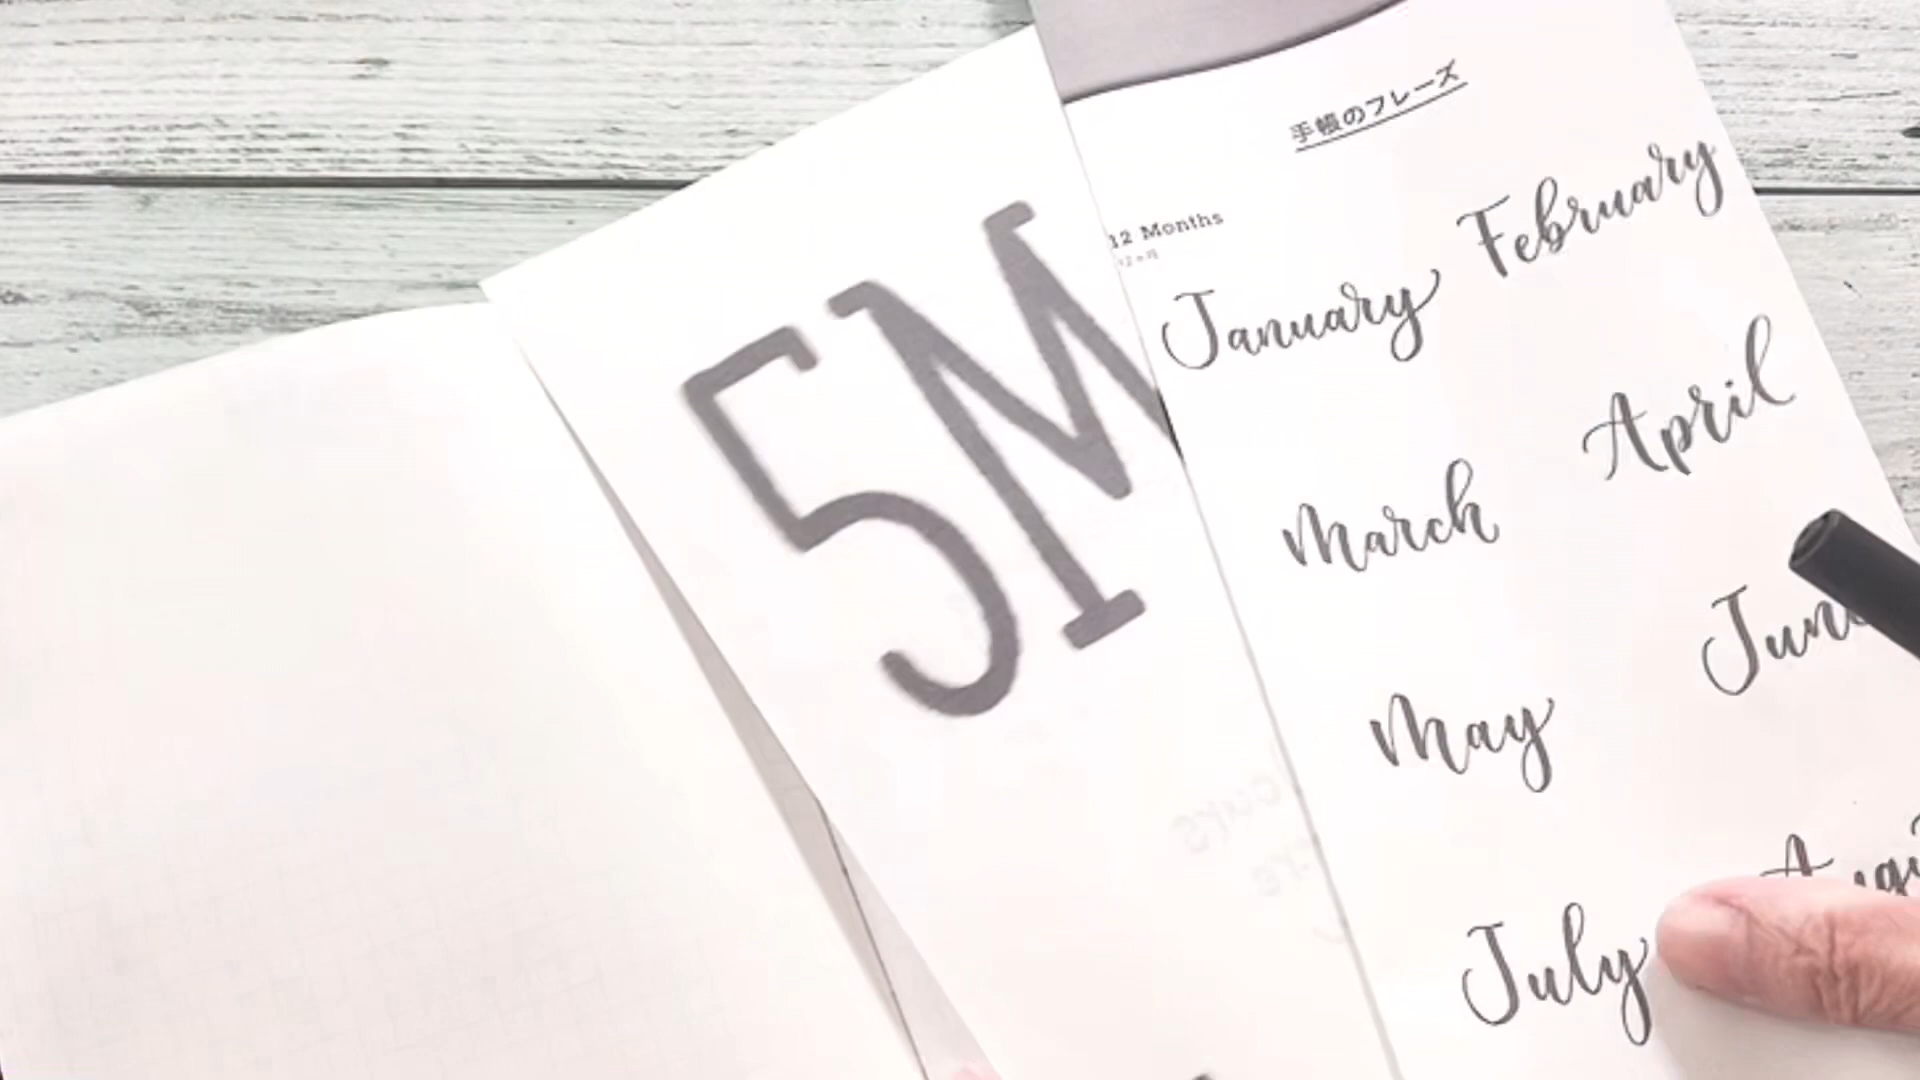 5M
手帳のフレーズ
12 Months
January February
March April
May
July